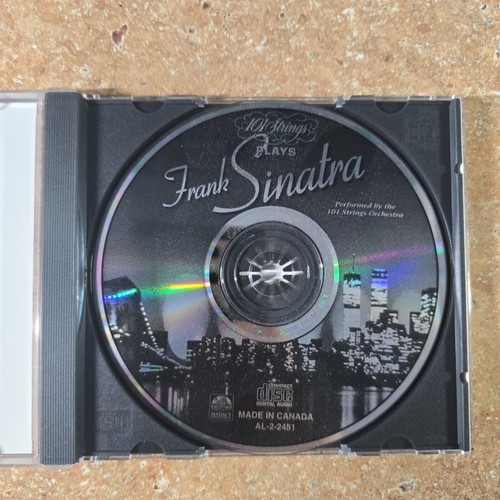 101 Strings
PLAYS
Frank Sinatra
Performed by the
101 Strings Orchestra
COMPACT
disc
DIGITAL AUDIO
MADE IN CANADA
AL-2-2451